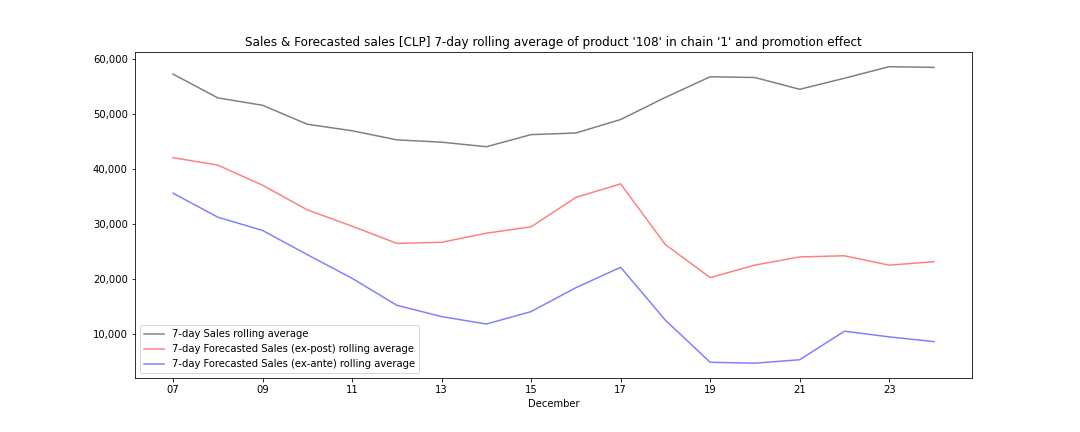 Sales & Forecasted sales [CLP] 7-day rolling average of product '108' in chain '1' and promotion effect
60,000
50,000
40,000
30,000
20,000
10,000
7-day Sales rolling average
7-day Forecasted Sales (ex-post) rolling average
7-day Forecasted Sales (ex-ante) rolling average
07 09 11 13 15 17 19 21 23
December